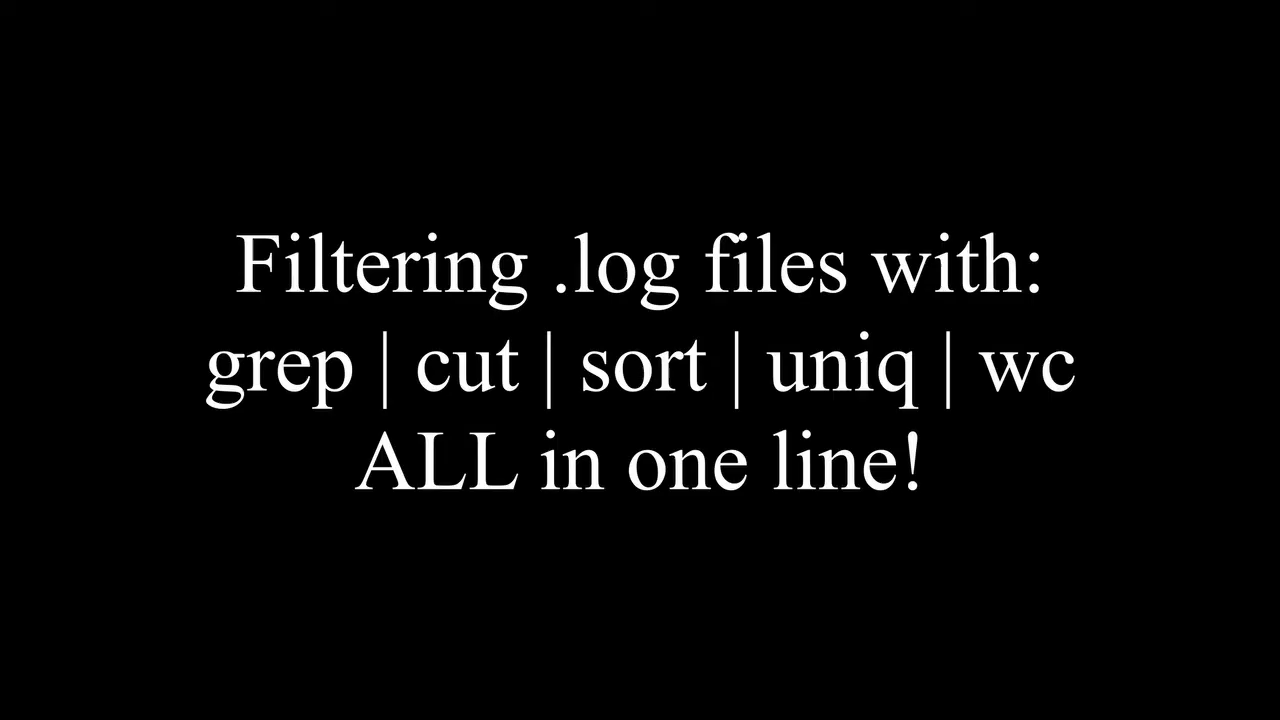 Filtering .log files with:
grep | cut | sort | uniq | wc
ALL in one line!